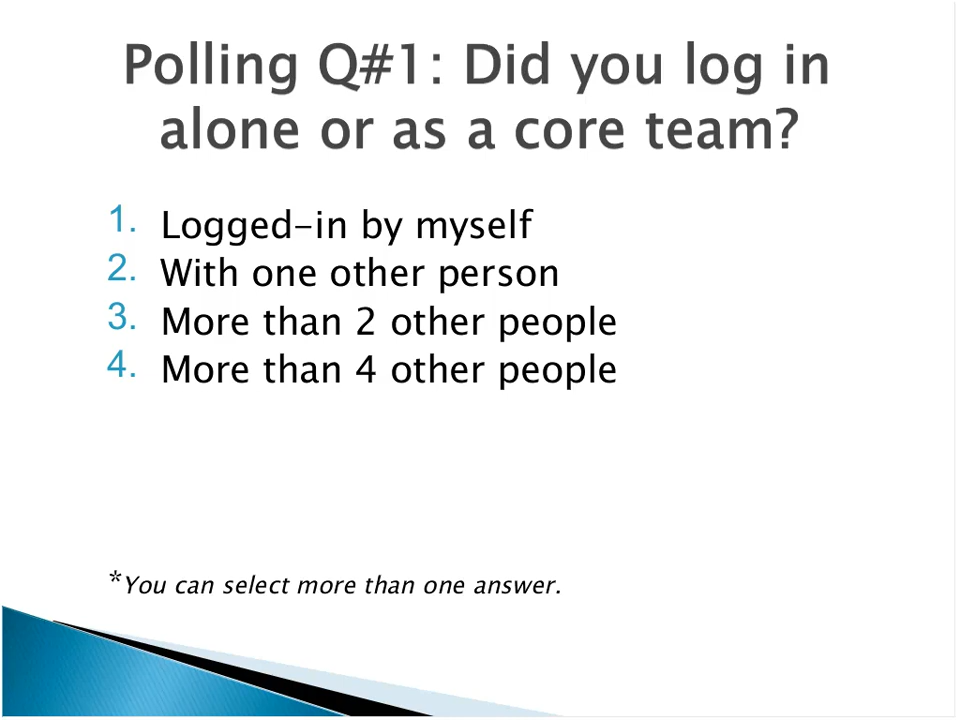 Polling Q#1: Did you log in
alone or as a core team?
1. Logged-in by myself
2. With one other person
3. More than 2 other people
4. More than 4 other people
*You can select more than one answer.